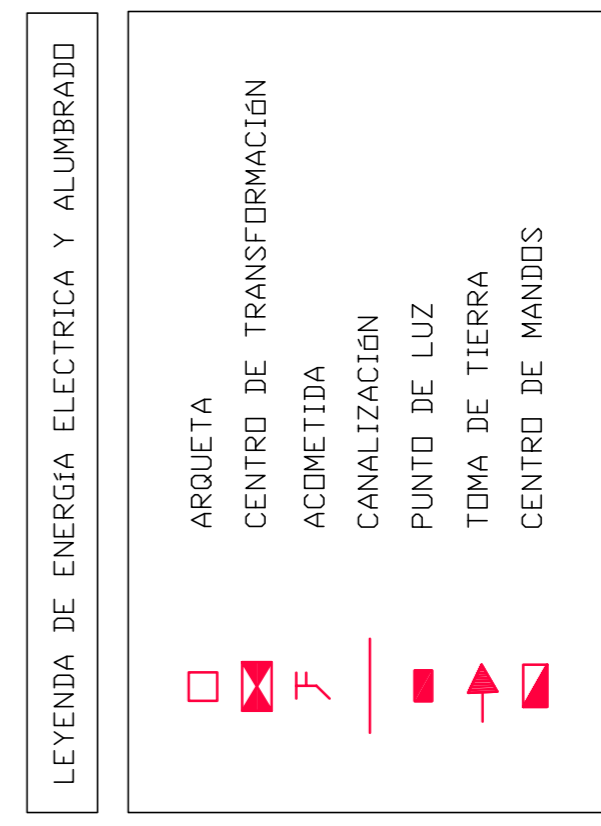 LEYENDA DE ENERGíA ELECTRICA Y ALUMBRADO
ARQUETA
CENTRO DE TRANSFORMACIóN
ACOMETIDA
CANALIZACIóN
PUNTO DE LUZ
TOMA DE TIERRA
CENTRO DE MANDOS